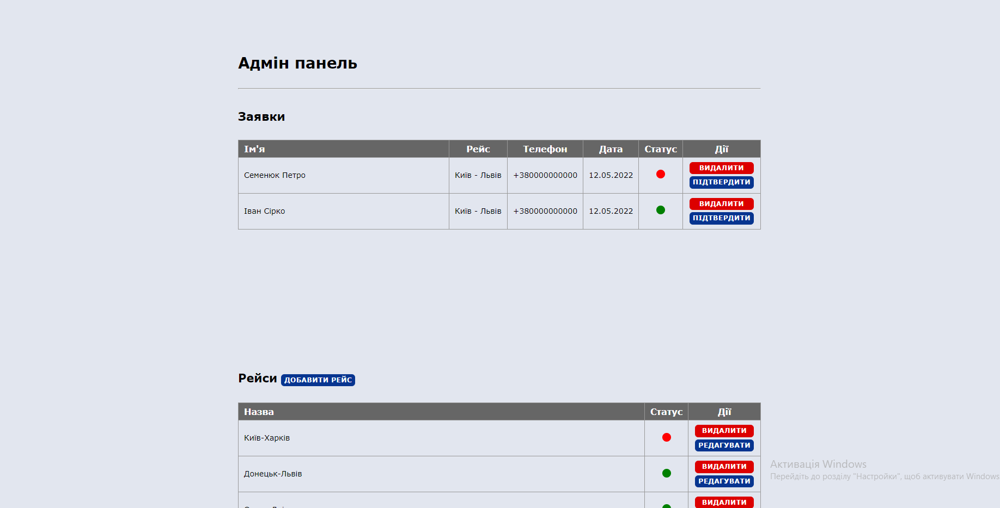 Адмін панель
Заявки
Ім'я Рейс Телефон Дата Статус Дії
Семенюк Петро Київ - Львів +380000000000 12.05.2022 ВИДАЛИТИ
ПІДТВЕРДИТИ
Іван Сірко Київ - Львів +380000000000 12.05.2022 ВИДАЛИТИ
ПІДТВЕРДИТИ
Рейси ДОБАВИТИ РЕЙС
Назва Статус Дії
Київ-Харків ВИДАЛИТИ
РЕДАГУВАТИ
Донецьк-Львів ВИДАЛИТИ
РЕДАГУВАТИ
Активація Windows
Перейдіть до розділу "Настройки", щоб активувати Windows
ВИДАЛИТИ